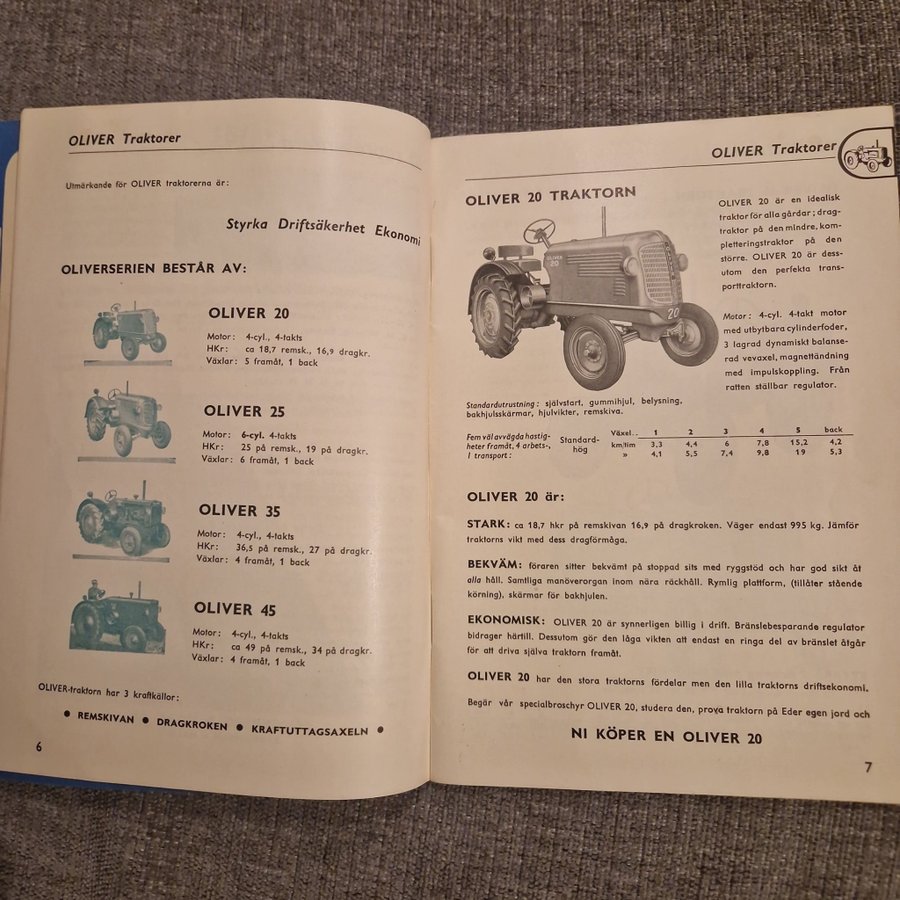 OLIVER Traktorer
Utmärkande för OLIVER traktorerna är:
Styrka Driftsäkerhet Ekonomi
OLIVERSERIEN BESTÅR AV:
OLIVER 20
Motor: 4-cyl., 4-takts
HKr: ca 18,7 remsk., 16,9 dragkr.
Växlar: 5 framåt, 1 back
OLIVER 25
Motor: 6-cyl. 4-takts
HKr: 25 på remsk., 19 på dragkr.
Växlar: 6 framåt, 1 back
OLIVER 35
Motor: 4-cyl., 4-takts
HKr: 36,5 på remsk., 27 på dragkr.
Växlar: 4 framåt, 1 back
OLIVER 45
Motor: 4-cyl., 4-takts
HKr: ca 49 på remsk., 34 på dragkr.
Växlar: 4 framåt, 1 back
OLIVER-traktorn har 3 kraftkällor:
● REMSKIVAN ● DRAGKROKEN ● KRAFTUTTAGSAXELN ●
6
OLIVER Traktorer
OLIVER 20 TRAKTORN
OLIVER 20 är en idealisk
traktor för alla gårdar; drag-
traktor på den mindre, kom-
pletteringstraktor på den
större. OLIVER 20 är dess-
utom den perfekta trans-
porttraktorn.
OLIVER
20
20
Motor: 4-cyl. 4-takt motor
med utbytbara cylinderfoder,
3 lagrad dynamiskt balanse-
rad vevaxel, magnettändning
med impulskoppling. Från
ratten ställbar regulator.
Standardutrustning: självstart, gummihjul, belysning,
bakhjulsskärmar, hjulvikter, remskiva.
Fem väl avvägda hastig-
heter framåt, 4 arbets-,
1 transport:
Standard-
hög
Växel.. 1 2 3 4 5 back
km/tim 3,3 4,4 6 7,8 15,2 4,2
» 4,1 5,5 7,4 9,8 19 5,3
OLIVER 20 är:
STARK: ca 18,7 hkr på remskivan 16,9 på dragkroken. Väger endast 995 kg. Jämför
traktorns vikt med dess dragförmåga.
BEKVÄM: föraren sitter bekvämt på stoppad sits med ryggstöd och har god sikt åt
alla håll. Samtliga manöverorgan inom nära räckhåll. Rymlig plattform, (tillåter stående
körning), skärmar för bakhjulen.
EKONOMISK: OLIVER 20 är synnerligen billig i drift. Bränslebesparande regulator
bidrager härtill. Dessutom gör den låga vikten att endast en ringa del av bränslet åtgår
för att driva själva traktorn framåt.
OLIVER 20 har den stora traktorns fördelar men den lilla traktorns driftsekonomi.
Begär vår specialbroschyr OLIVER 20, studera den, prova traktorn på Eder egen jord och
NI KÖPER EN OLIVER 20
7